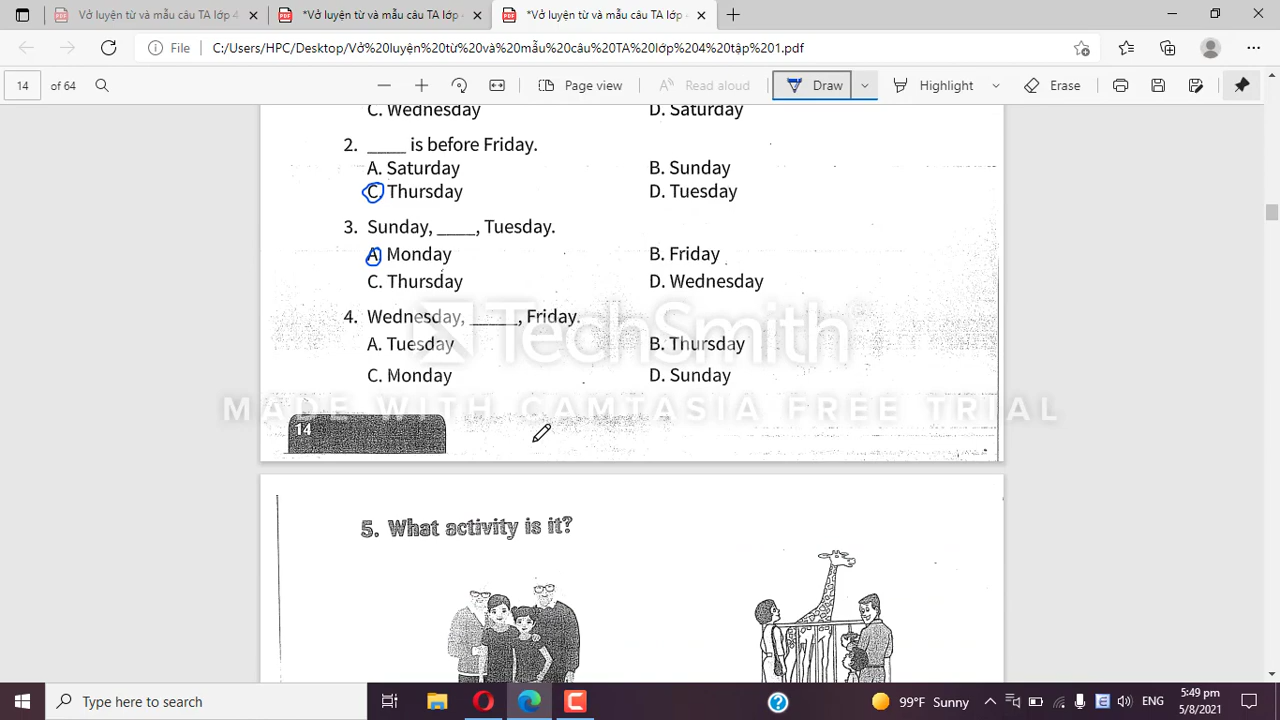 Vở luyện từ và mẫu câu TA lớp 4
*Vở luyện từ và mẫu câu TA lớp
*Vở luyện từ và mẫu câu TA lớp
File
C:/Users/HPC/Desktop/Vở%20luyện%20từ%20và%20mẫu%20câu%20TA%20lớp%204%20tập%201.pdf
14 of 64
Page view
Read aloud
Draw
Highlight
Erase
C. Wednesday D. Saturday
2. ____ is before Friday.
A. Saturday B. Sunday
C. Thursday D. Tuesday
3. Sunday, ____, Tuesday.
A. Monday B. Friday
C. Thursday D. Wednesday
4. Wednesday, _____, Friday.
TechSmith
A. Tuesday B. Thursday
C. Monday D. Sunday
MADE WITH CAMTASIA FREE TRIAL
14
5. What activity is it?
Type here to search
99°F Sunny
ENG
5:49 pm
5/8/2021